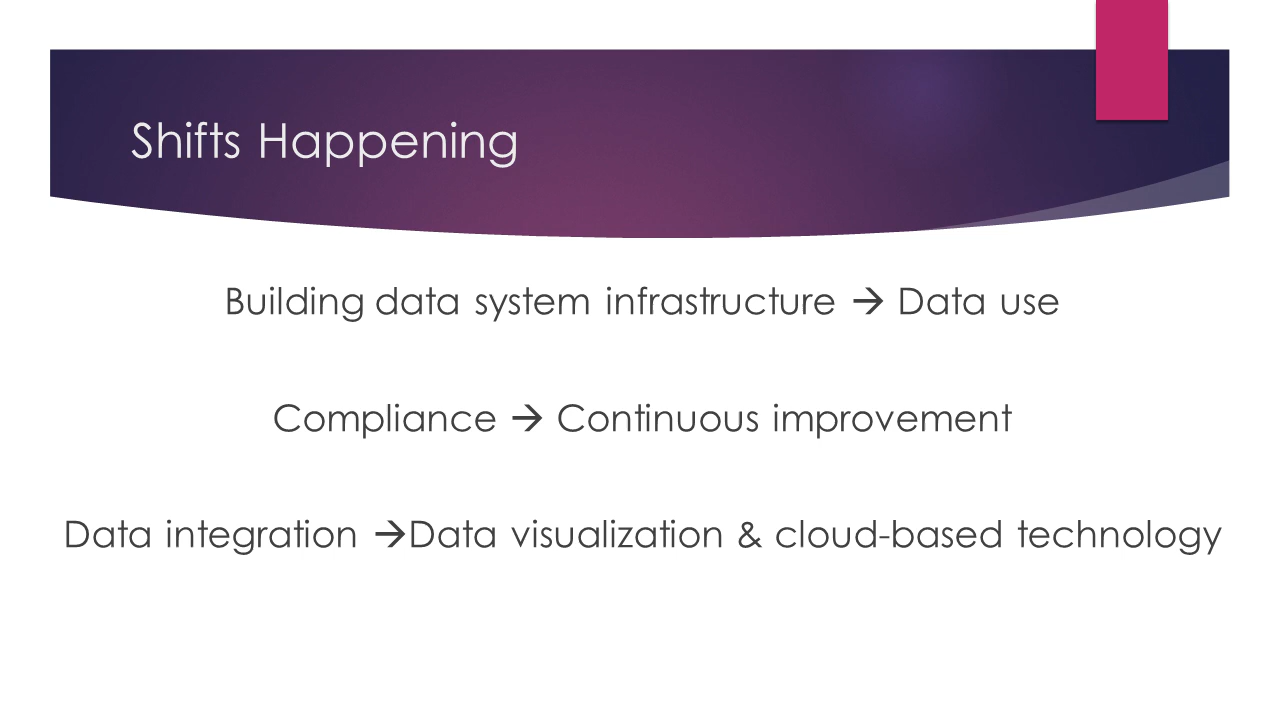 Shifts Happening
Building data system infrastructure → Data use
Compliance → Continuous improvement
Data integration →Data visualization & cloud-based technology